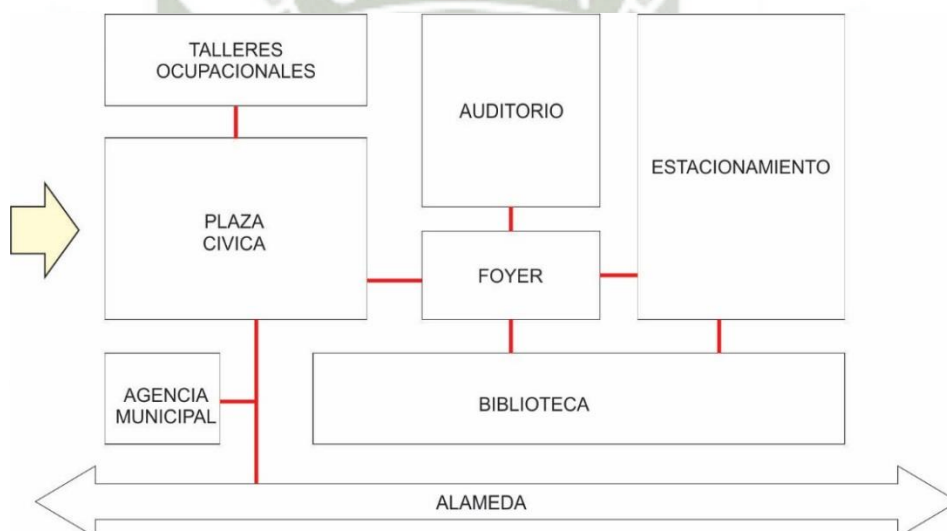 TALLERES
OCUPACIONALES
AUDITORIO
ESTACIONAMIENTO
PLAZA
CIVICA
FOYER
AGENCIA
MUNICIPAL
BIBLIOTECA
ALAMEDA